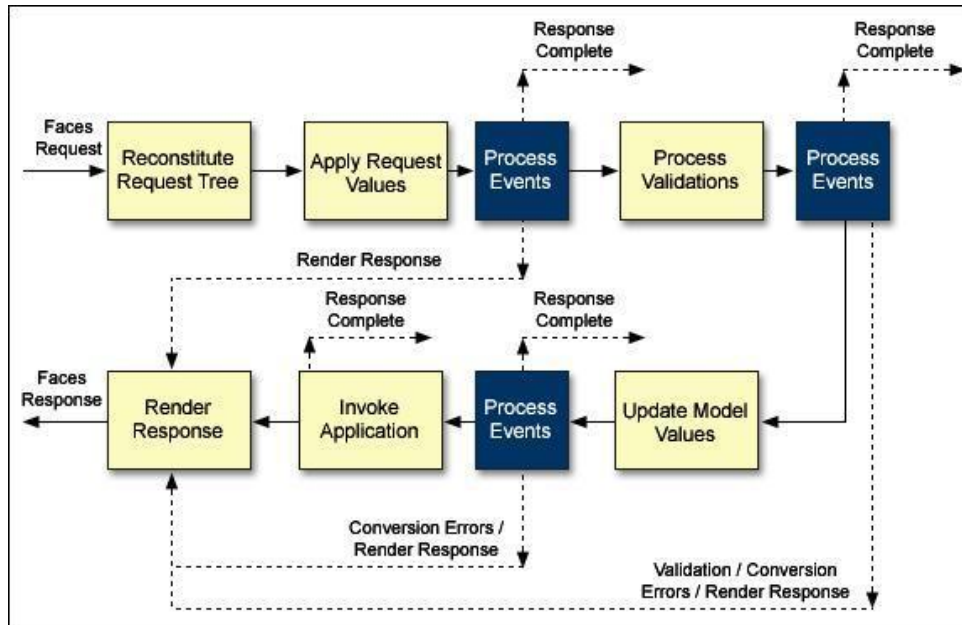 Response
Complete
Response
Complete
Faces
Request
Reconstitute
Request Tree
Apply Request
Values
Process
Events
Process
Validations
Process
Events
Render Response
Response
Complete
Response
Complete
Faces
Response
Render
Response
Invoke
Application
Process
Events
Update Model
Values
Conversion Errors /
Render Response
Validation / Conversion
Errors / Render Response